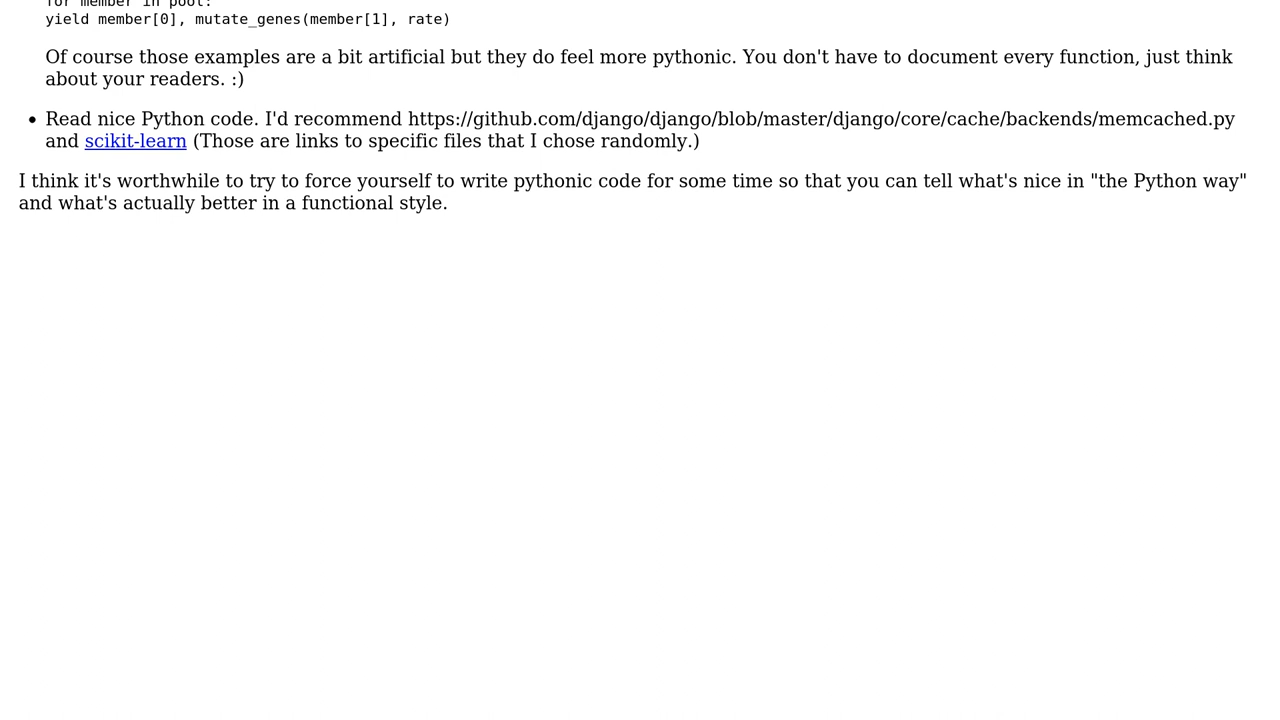 for member in pool:
yield member[0], mutate_genes(member[1], rate)
Of course those examples are a bit artificial but they do feel more pythonic. You don't have to document every function, just think
about your readers. :)
• Read nice Python code. I'd recommend https://github.com/django/django/blob/master/django/core/cache/backends/memcached.py
and scikit-learn (Those are links to specific files that I chose randomly.)
I think it's worthwhile to try to force yourself to write pythonic code for some time so that you can tell what's nice in "the Python way"
and what's actually better in a functional style.